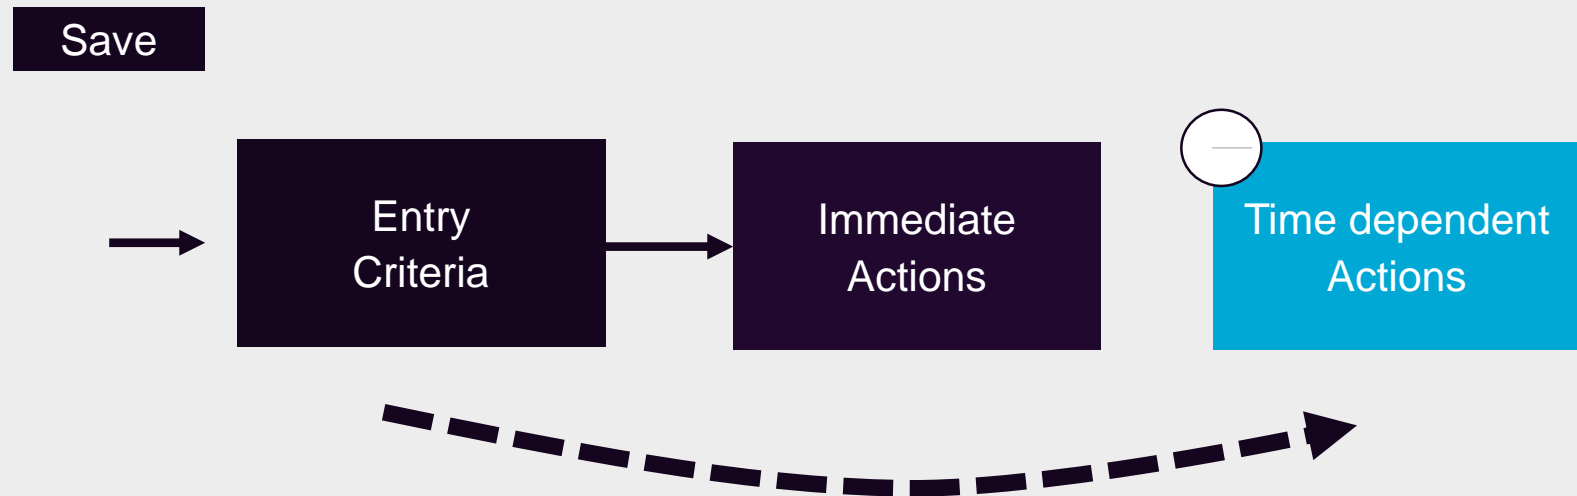 Save
Entry
Criteria
Immediate
Actions
Time dependent
Actions